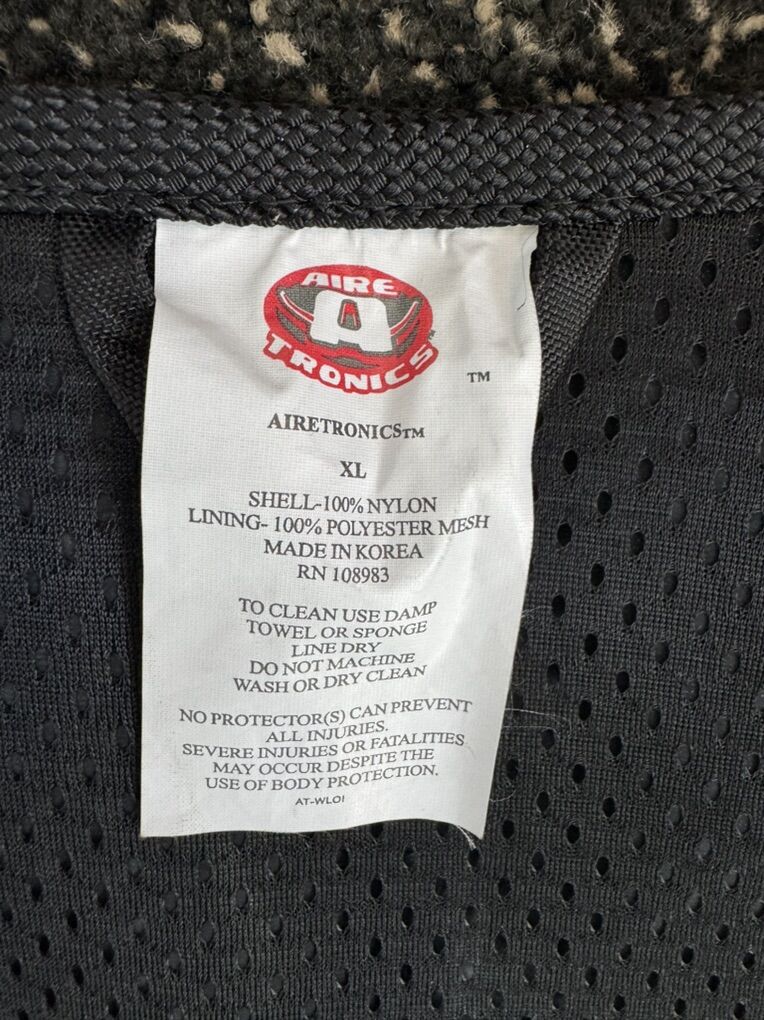 AIRE
A
TRONICS™
TM
AIRETRONICSTM
XL
SHELL-100% NYLON
LINING- 100% POLYESTER MESH
MADE IN KOREA
RN 108983
TO CLEAN USE DAMP
TOWEL OR SPONGE
LINE DRY
DO NOT MACHINE
WASH OR DRY CLEAN
NO PROTECTOR(S) CAN PREVENT
ALL INJURIES.
SEVERE INJURIES OR FATALITIES
MAY OCCUR DESPITE THE
USE OF BODY PROTECTION.
AT-WL01